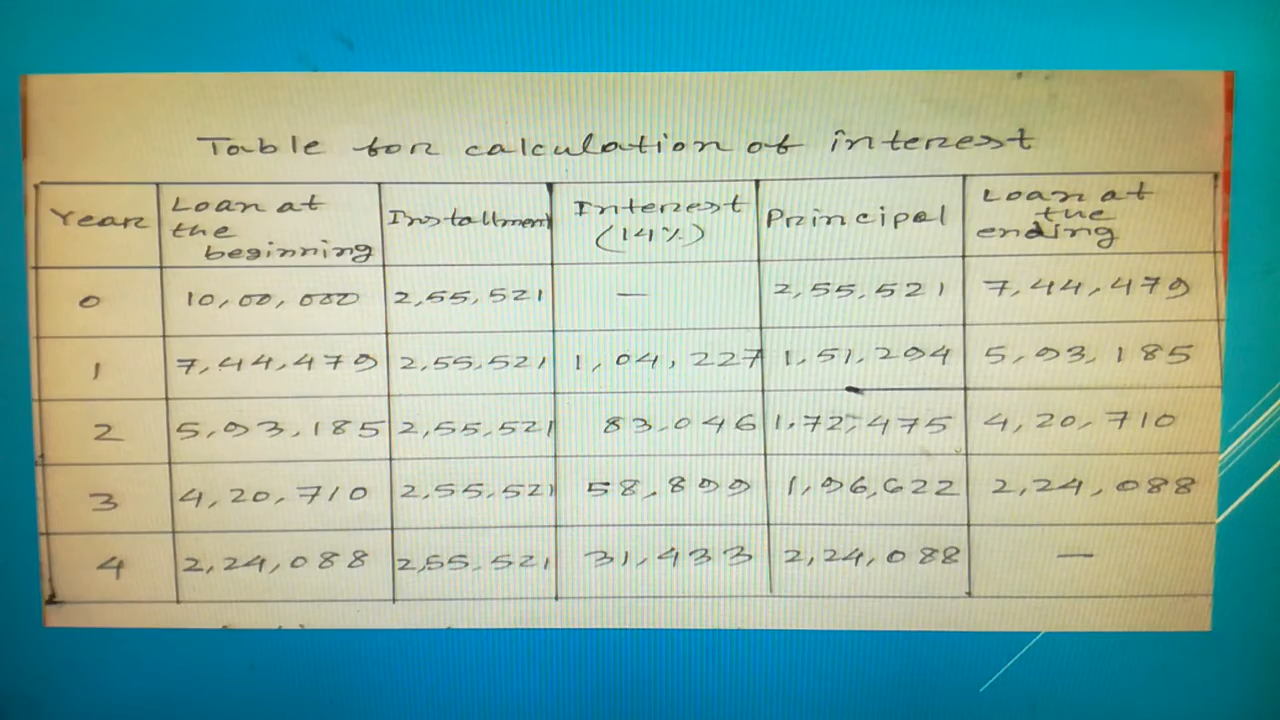 Table for calculation of interest
Year Loan at the beginning Installment Interest (14%) Principal Loan at the ending
0 10,00,000 2,55,521 — 2,55,521 7,44,479
1 7,44,479 2,55,521 1,04,227 1,51,294 5,93,185
2 5,93,185 2,55,521 83,046 1,72,475 4,20,710
3 4,20,710 2,55,521 58,899 1,96,622 2,24,088
4 2,24,088 2,55,521 31,433 2,24,088 —